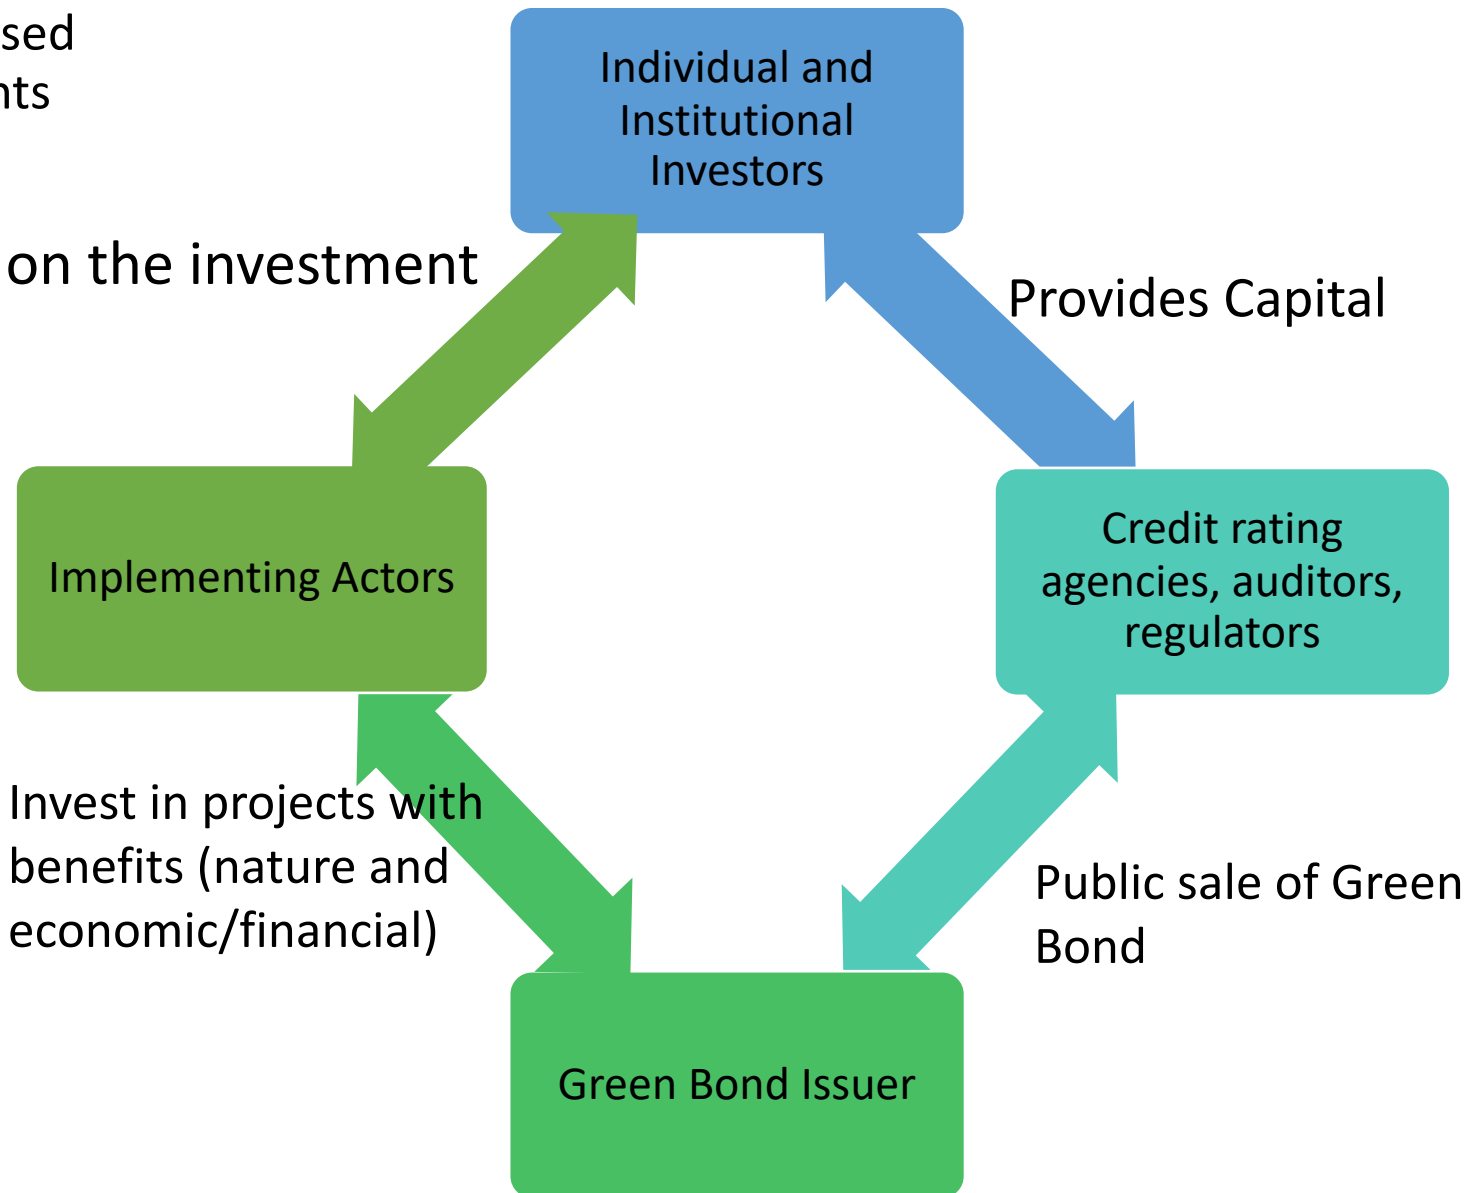 sed
nts
Individual and
Institutional
Investors
on the investment
Provides Capital
Implementing Actors
Credit rating
agencies, auditors,
regulators
Invest in projects with
benefits (nature and
economic/financial)
Public sale of Green
Bond
Green Bond Issuer